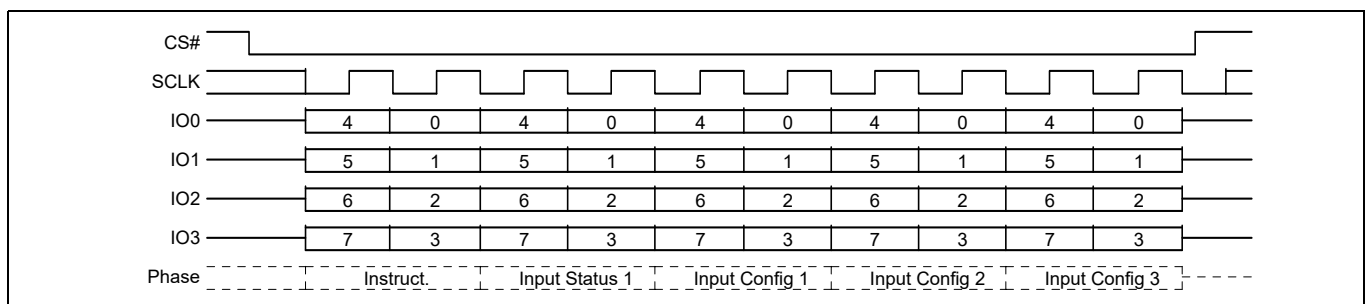 CS#
SCLK
IO0 4 0 4 0 4 0 4 0 4 0
IO1 5 1 5 1 5 1 5 1 5 1
IO2 6 2 6 2 6 2 6 2 6 2
IO3 7 3 7 3 7 3 7 3 7 3
Phase Instruct. Input Status 1 Input Config 1 Input Config 2 Input Config 3